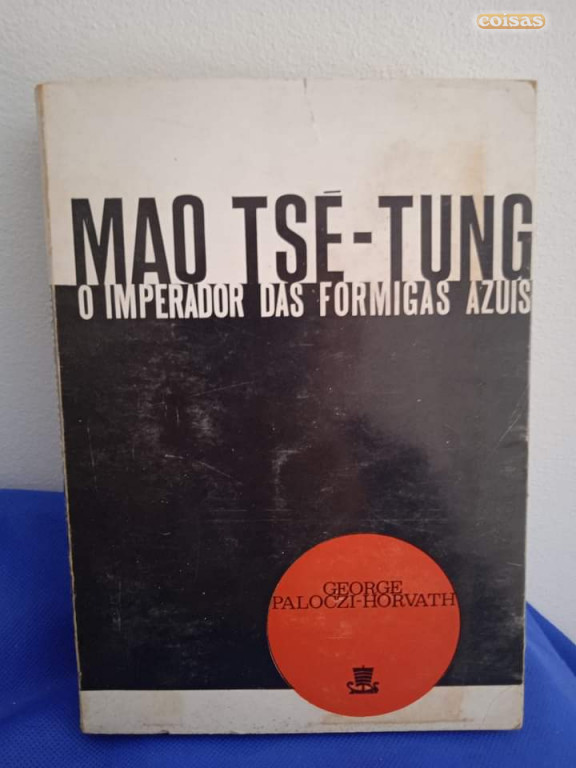 coisas
MAO TSÉ-TUNG
O IMPERADOR DAS FORMIGAS AZUIS
GEORGE
PALOCZI-HORVATH